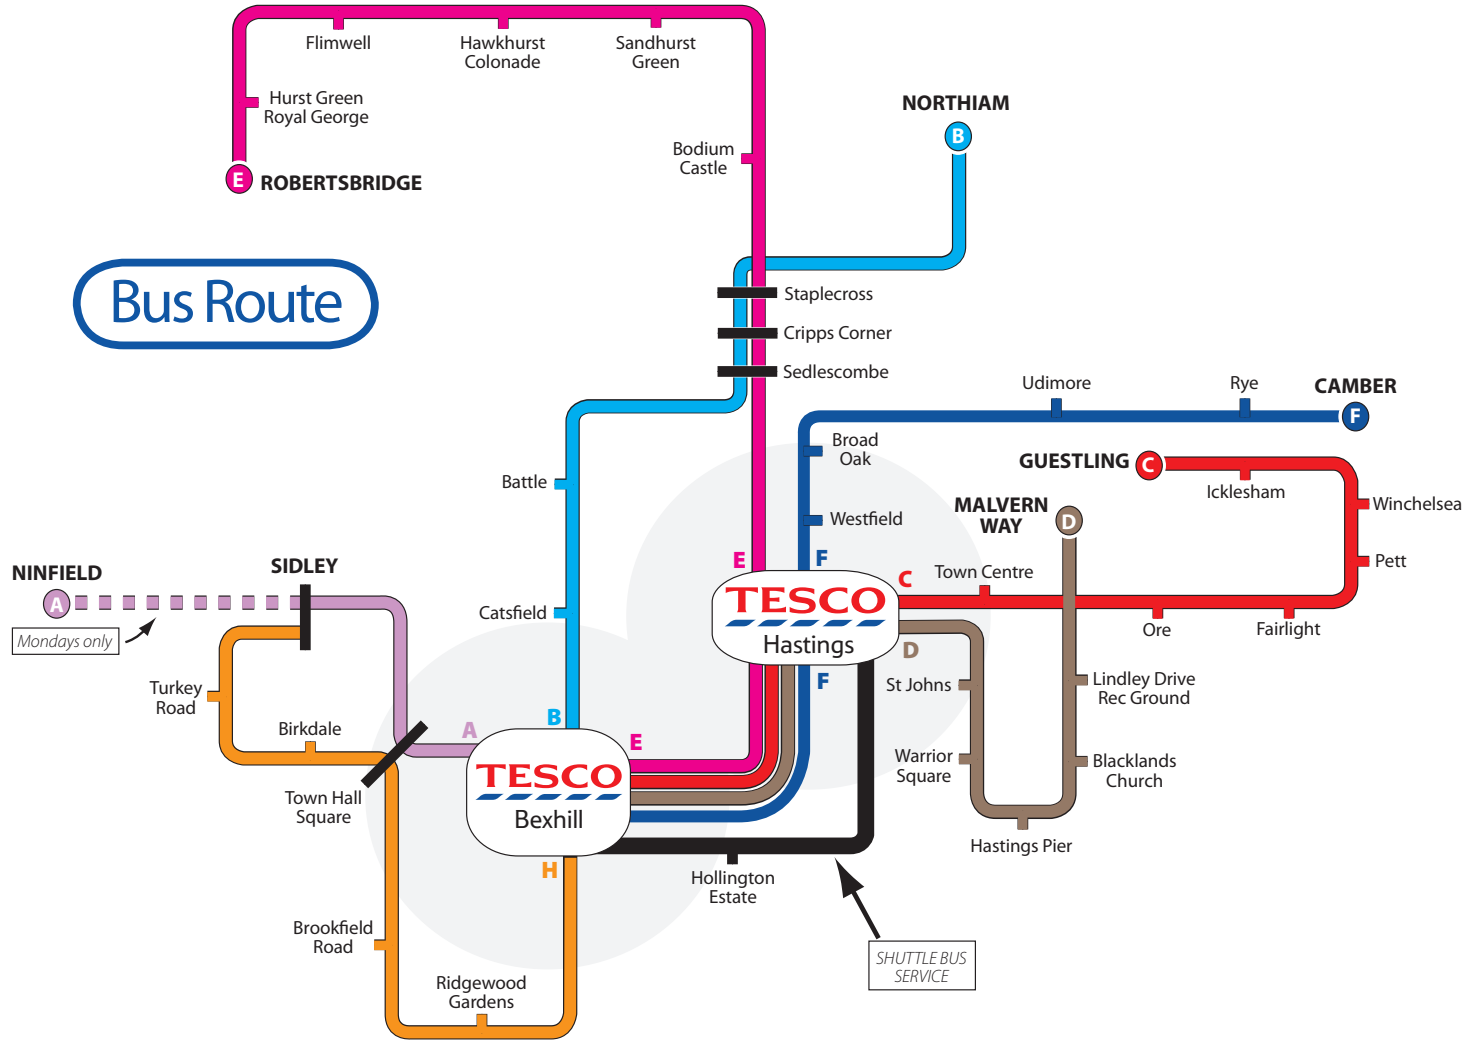 Flimwell
Hawkhurst
Colonade
Sandhurst
Green
Hurst Green
Royal George
NORTHIAM
B
Bodium
Castle
E
ROBERTSBRIDGE
Bus Route
Staplecross
Cripps Corner
Sedlescombe
Udimore
Rye
CAMBER
F
Broad
Oak
GUESTLING
C
Icklesham
Battle
Winchelsea
MALVERN
WAY
D
Westfield
E
F
Pett
NINFIELD
A
Mondays only
SIDLEY
C
Town Centre
TESCO
Hastings
Catsfield
Ore
Fairlight
D
F
St Johns
Lindley Drive
Rec Ground
Turkey
Road
Birkdale
A
B
E
Warrior
Square
Blacklands
Church
TESCO
Bexhill
Town Hall
Square
Hastings Pier
H
Hollington
Estate
Brookfield
Road
SHUTTLE BUS
SERVICE
Ridgewood
Gardens